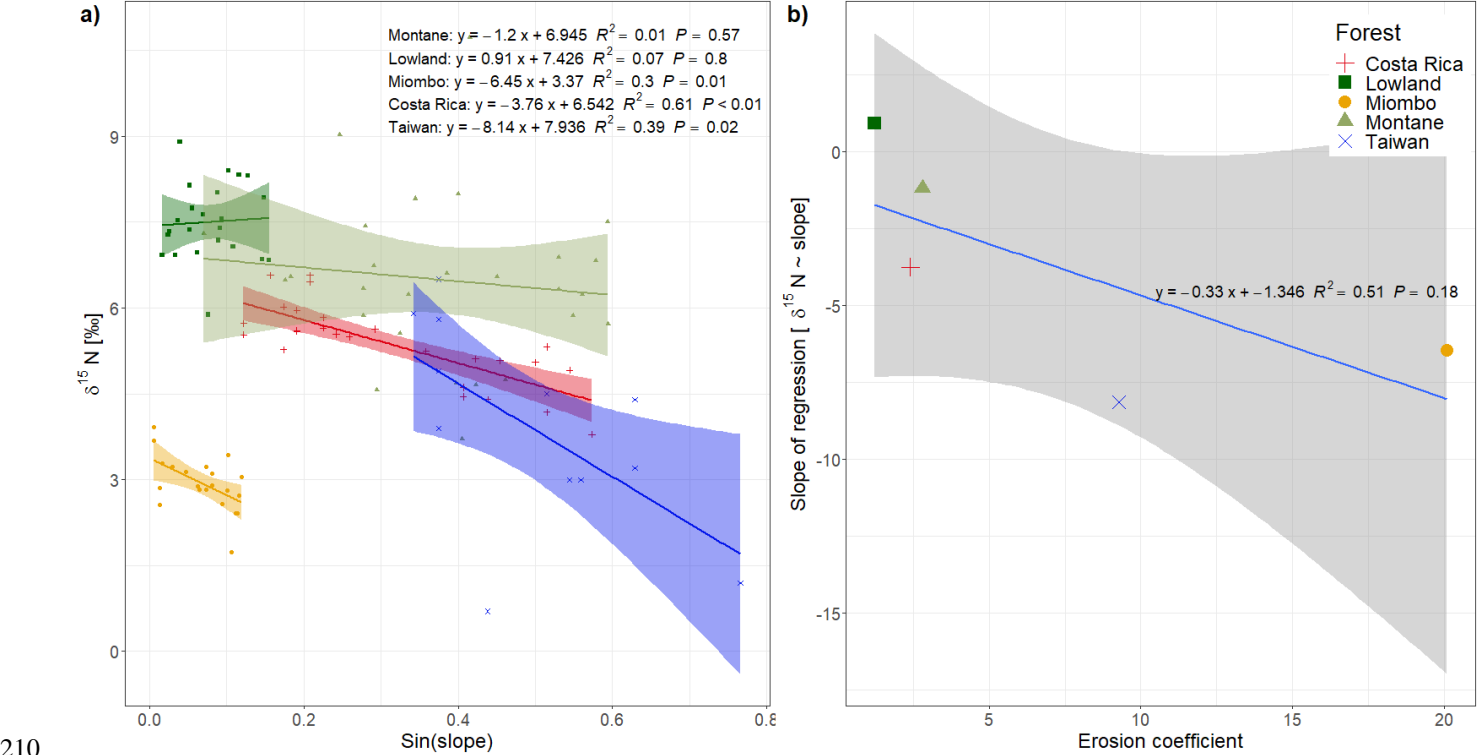 a)
Montane: y = − 1.2 x + 6.945 R² = 0.01 P = 0.57
Lowland: y = 0.91 x + 7.426 R² = 0.07 P = 0.8
Miombo: y = − 6.45 x + 3.37 R² = 0.3 P = 0.01
Costa Rica: y = − 3.76 x + 6.542 R² = 0.61 P < 0.01
Taiwan: y = − 8.14 x + 7.936 R² = 0.39 P = 0.02
9
6
3
0
δ¹⁵ N [‰]
0.0 0.2 0.4 0.6 0.8
Sin(slope)
b)
Forest
Costa Rica
Lowland
Miombo
Montane
Taiwan
y = − 0.33 x + −1.346 R² = 0.51 P = 0.18
0
-5
-10
-15
Slope of regression [ δ¹⁵ N ~ slope]
5 10 15 20
Erosion coefficient
210